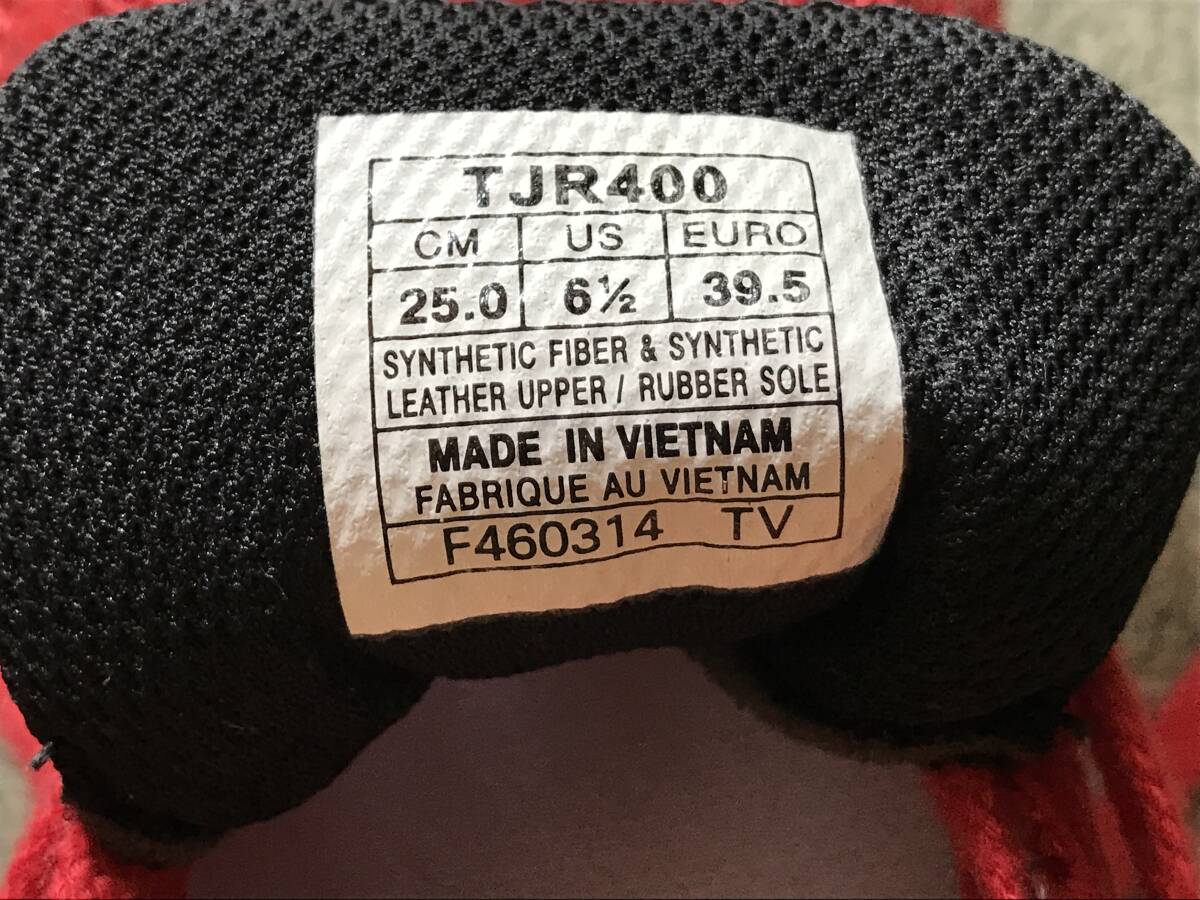 TJR400
CM US EURO
25.0 6½ 39.5
SYNTHETIC FIBER & SYNTHETIC
LEATHER UPPER / RUBBER SOLE
MADE IN VIETNAM
FABRIQUE AU VIETNAM
F460314 TV